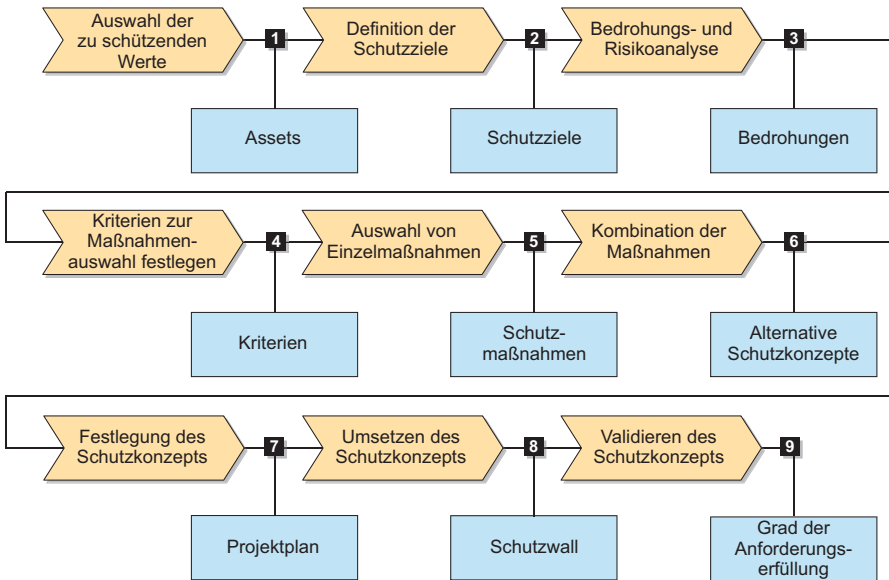 Auswahl der
zu schützenden
Werte
1
Definition der
Schutzziele
2
Bedrohungs- und
Risikoanalyse
3
Assets
Schutzziele
Bedrohungen
Kriterien zur
Maßnahmen-
auswahl festlegen
4
Auswahl von
Einzelmaßnahmen
5
Kombination der
Maßnahmen
6
Kriterien
Schutz-
maßnahmen
Alternative
Schutzkonzepte
Festlegung des
Schutzkonzepts
7
Umsetzen des
Schutzkonzepts
8
Validieren des
Schutzkonzepts
9
Projektplan
Schutzwall
Grad der
Anforderungs-
erfüllung